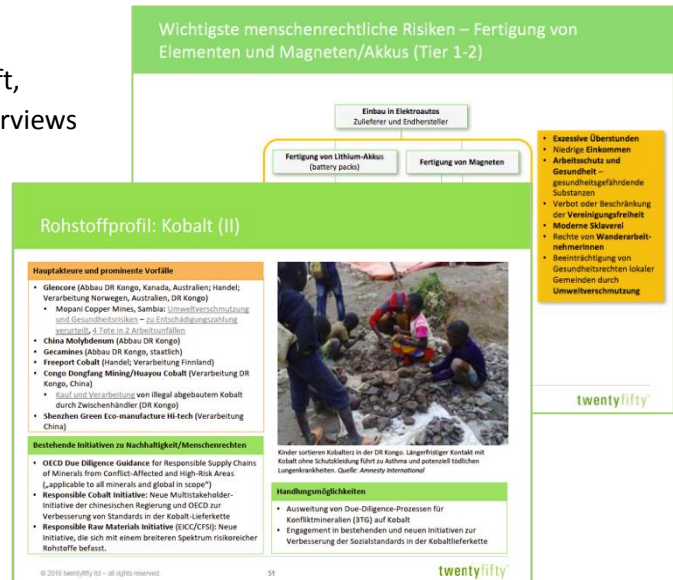 ft,
erviews
Wichtigste menschenrechtliche Risiken – Fertigung von
Elementen und Magneten/Akkus (Tier 1-2)
Einbau in Elektroautos
Zulieferer und Endhersteller
Fertigung von Lithium-Akkus
(battery packs)
Fertigung von Magneten
• Exzessive Überstunden
• Niedrige Einkommen
• Arbeitsschutz und
Gesundheit –
gesundheitsgefährdende
Substanzen
• Verbot oder Beschränkung
der Vereinigungsfreiheit
• Moderne Sklaverei
• Rechte von Wanderarbeit-
nehmerInnen
• Beeinträchtigung von
Gesundheitsrechten lokaler
Gemeinden durch
Umweltverschmutzung
twentyfifty
Rohstoffprofil: Kobalt (II)
Hauptakteure und prominente Vorfälle
• Glencore (Abbau DR Kongo, Kanada, Australien; Handel;
Verarbeitung Norwegen, Australien, DR Kongo)
• Mopani Copper Mines, Sambia: Umweltverschmutzung
und Gesundheitsrisiken – zu Entschädigungszahlung
verurteilt, 4 Tote in 2 Arbeitsunfällen
• China Molybdenum (Abbau DR Kongo)
• Gecamines (Abbau DR Kongo, staatlich)
• Freeport Cobalt (Handel; Verarbeitung Finnland)
• Congo Dongfang Mining/Huayou Cobalt (Verarbeitung DR
Kongo, China)
• Kauf und Verarbeitung von illegal abgebautem Kobalt
durch Zwischenhändler (DR Kongo)
• Shenzhen Green Eco-manufacture Hi-tech (Verarbeitung
China)
Bestehende Initiativen zu Nachhaltigkeit/Menschenrechten
• OECD Due Diligence Guidance for Responsible Supply Chains
of Minerals from Conflict-Affected and High-Risk Areas
(„applicable to all minerals and global in scope“)
• Responsible Cobalt Initiative: Neue Multistakeholder-
Initiative der chinesischen Regierung und OECD zur
Verbesserung von Standards in der Kobalt-Lieferkette
• Responsible Raw Materials Initiative (EICC/CFSI): Neue
Initiative, die sich mit einem breiteren Spektrum risikoreicher
Rohstoffe befasst.
Kinder sortieren Kobalterz in der DR Kongo. Längerfristiger Kontakt mit
Kobalt ohne Schutzkleidung führt zu Asthma und potenziell tödlichen
Lungenkrankheiten. Quelle: Amnesty International
Handlungsmöglichkeiten
• Ausweitung von Due-Diligence-Prozessen für
Konfliktmineralien (3TG) auf Kobalt
• Engagement in bestehenden und neuen Initiativen zur
Verbesserung der Sozialstandards in der Kobaltlieferkette
© 2016 twentyfifty ltd – all rights reserved.
51
twentyfifty